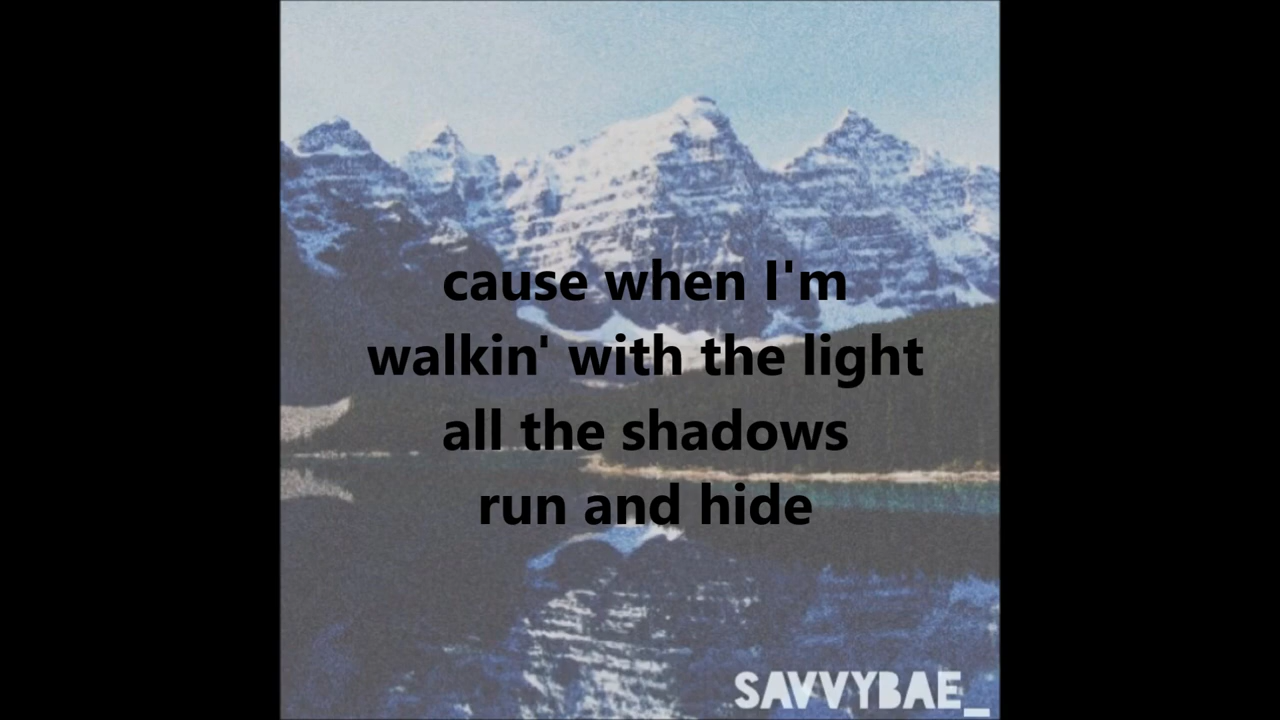 cause when I'm
walkin' with the light
all the shadows
run and hide
SAVVYBAE_